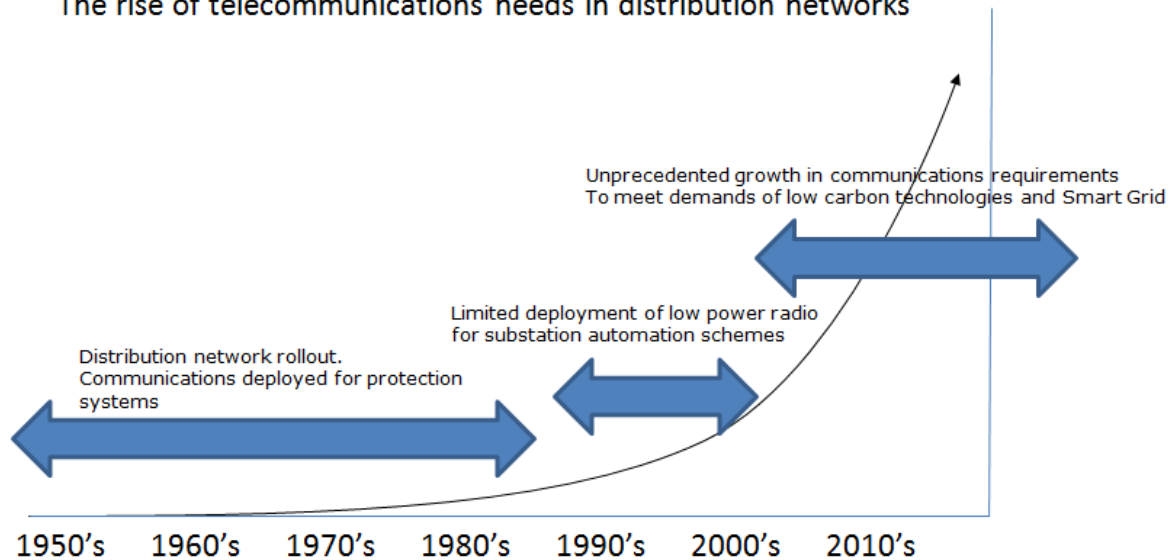 The rise of telecommunications needs in distribution networks
Unprecedented growth in communications requirements
To meet demands of low carbon technologies and Smart Grid
Limited deployment of low power radio
for substation automation schemes
Distribution network rollout.
Communications deployed for protection
systems
1950's 1960's 1970's 1980's 1990's 2000's 2010's